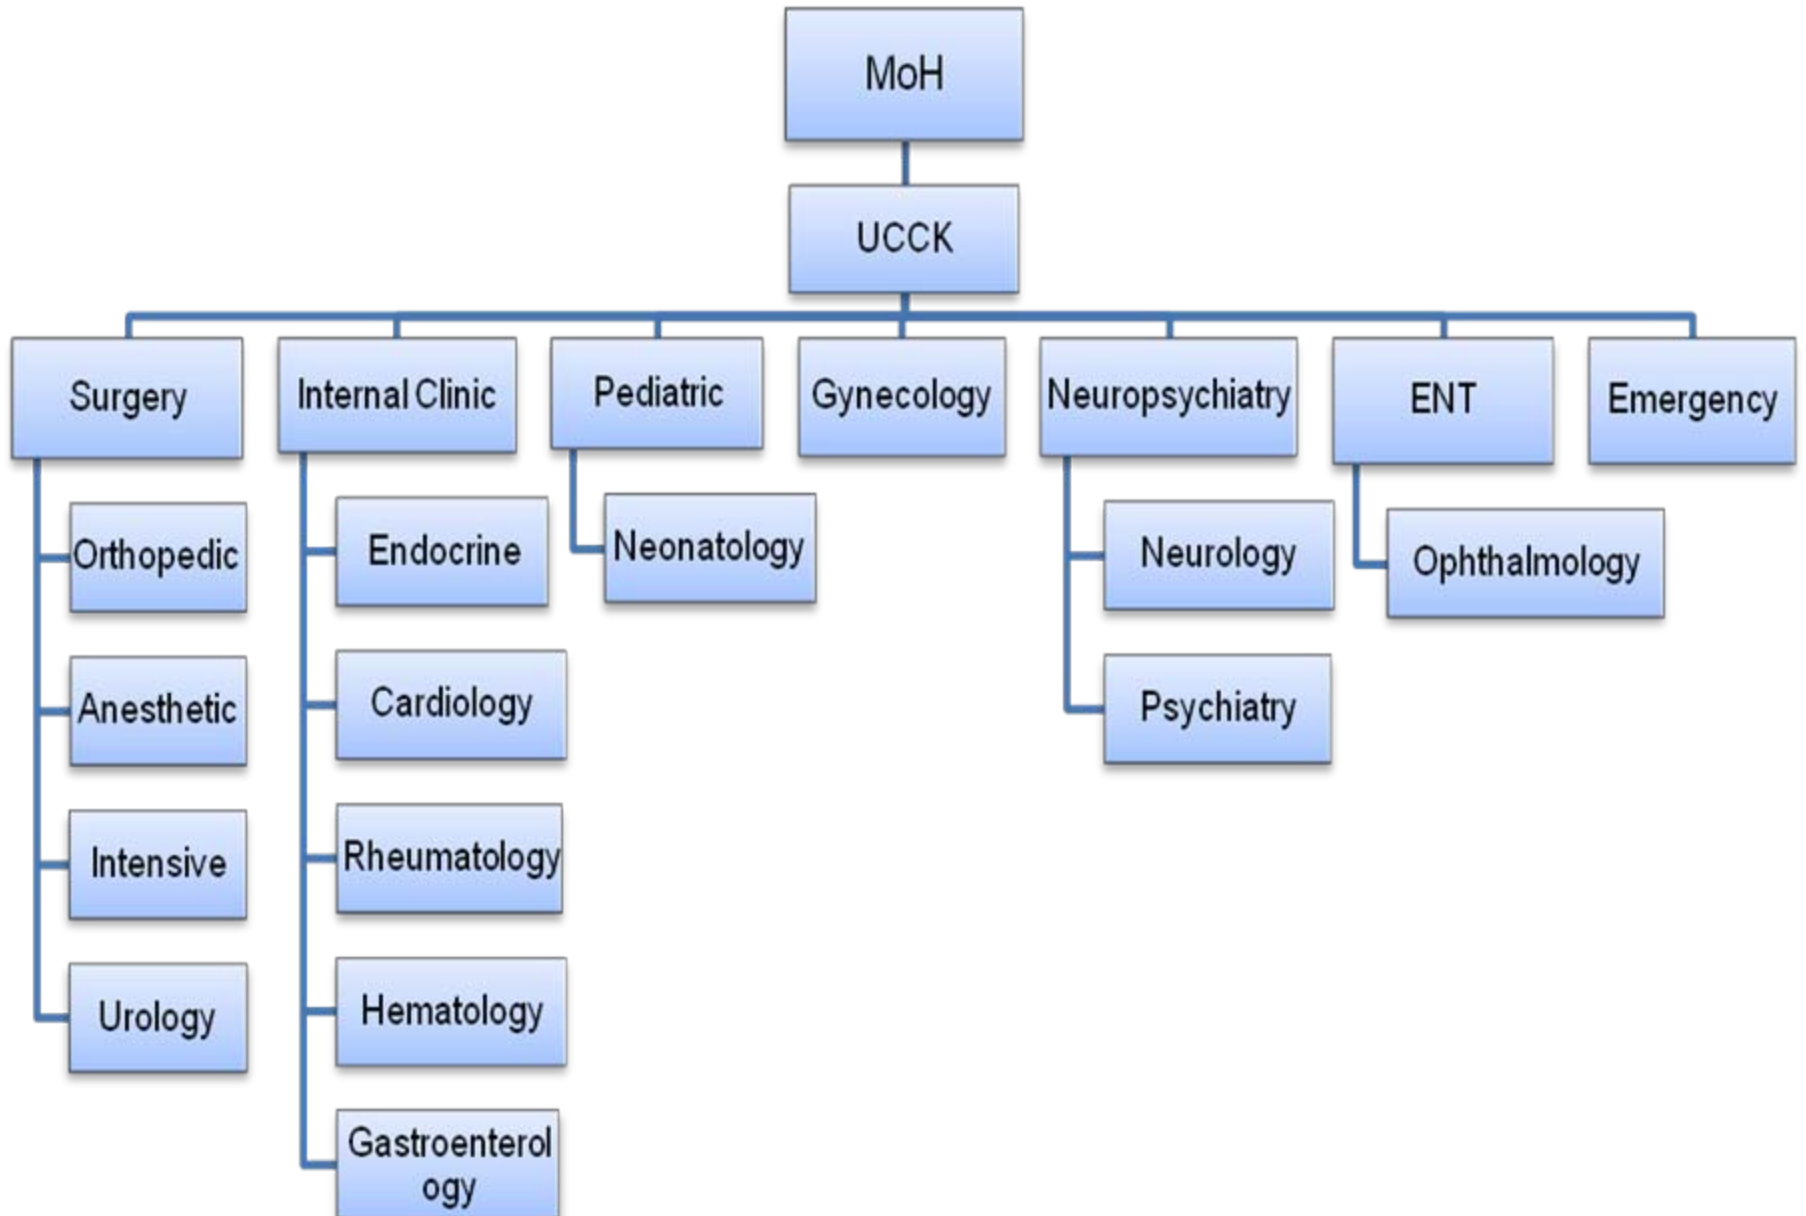 MoH
UCCK
Surgery
Internal Clinic
Pediatric
Gynecology
Neuropsychiatry
ENT
Emergency
Orthopedic
Anesthetic
Intensive
Urology
Endocrine
Cardiology
Rheumatology
Hematology
Gastroenterol
ogy
Neonatology
Neurology
Psychiatry
Ophthalmology